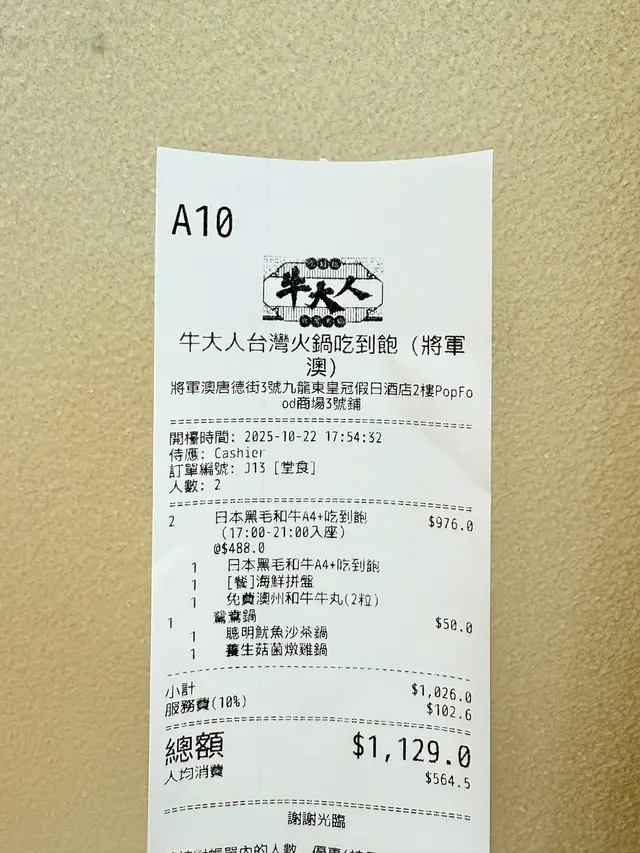 A10
牛大人
牛大人台灣火鍋吃到飽 (將軍
澳)
將軍澳唐德街3號九龍東皇冠假日酒店2樓PopFo
od商場3號鋪
開檯時間: 2025-10-22 17:54:32
侍應: Cashier
訂單編號: J13 [堂食]
人數: 2
2 日本黑毛和牛A4+吃到飽 $976.0
(17:00-21:00入座)
@$488.0
1 日本黑毛和牛A4+吃到飽
1 [餐]海鮮拼盤
1 免費澳州和牛牛丸(2粒)
1 鴛鴦鍋 $50.0
1 聰明魷魚沙茶鍋
1 養生菇菌燉雞鍋
小計 $1,026.0
服務費(10%) $102.6
總額 $1,129.0
人均消費 $564.5
謝謝光臨
帳單內的人數